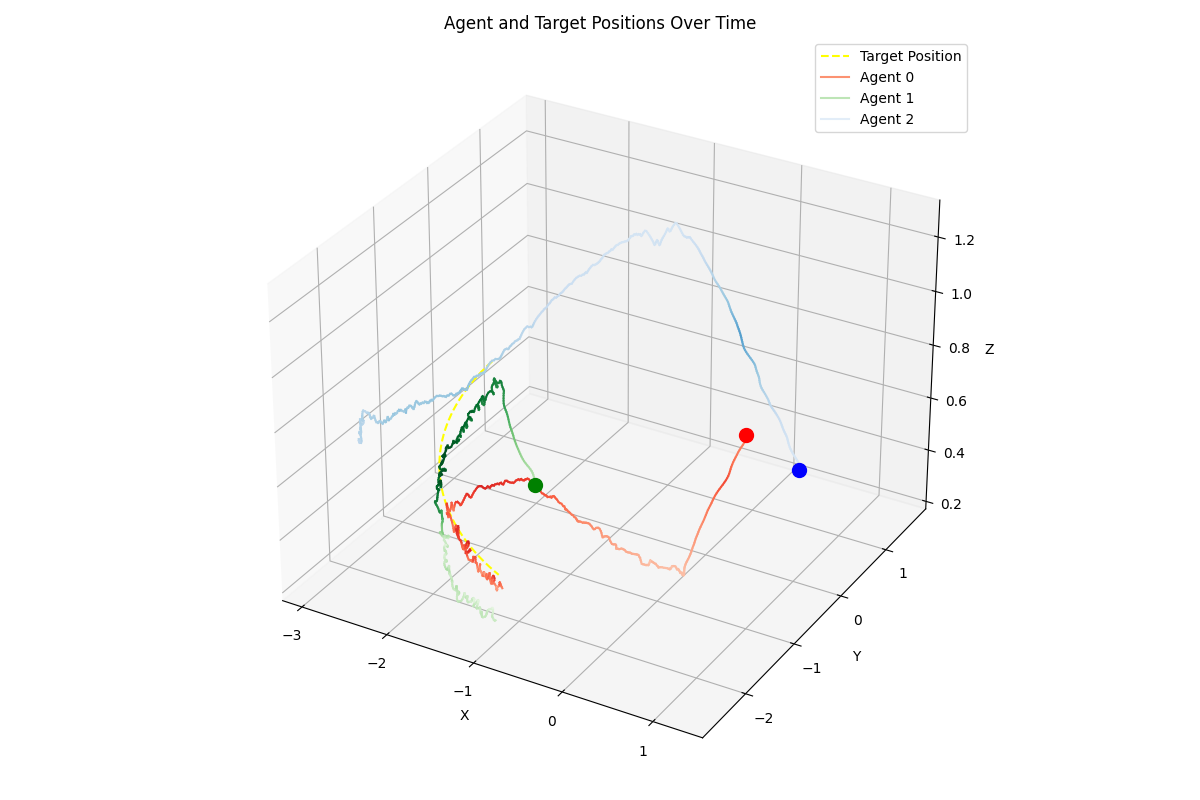 Agent and Target Positions Over Time
Target Position
Agent 0
Agent 1
Agent 2
1.2
1.0
0.8
Z
0.6
0.4
0.2
1
0
Y
−1
−2
−3
−2
−1
X
0
1